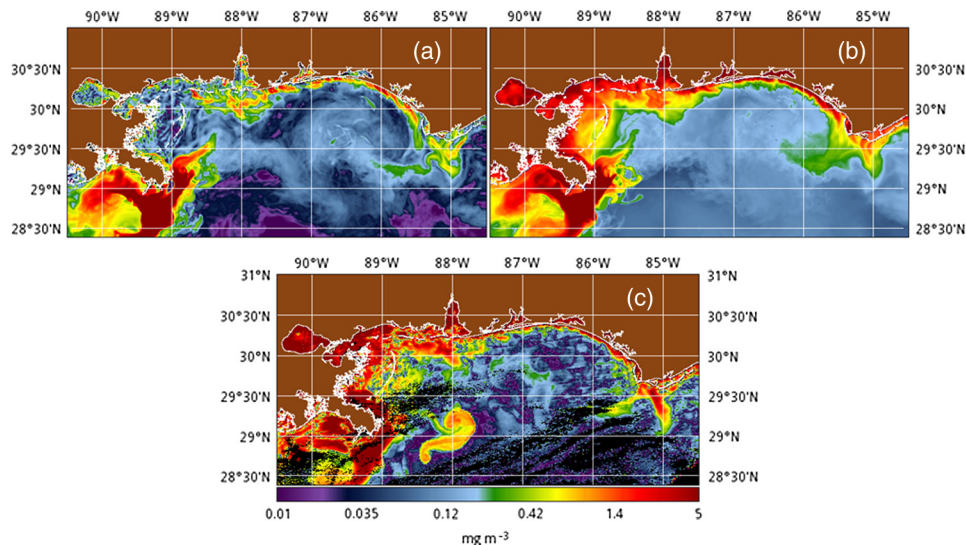 90°W 89°W 88°W 87°W 86°W 85°W 90°W 89°W 88°W 87°W 86°W 85°W
(a) (b)
30°30'N 30°30'N
30°N 30°N
29°30'N 29°30'N
29°N 29°N
28°30'N 28°30'N
90°W 89°W 88°W 87°W 86°W 85°W
31°N 31°N
(c)
30°30'N 30°30'N
30°N 30°N
29°30'N 29°30'N
29°N 29°N
28°30'N 28°30'N
0.01 0.035 0.12 0.42 1.4 5
mg m⁻³